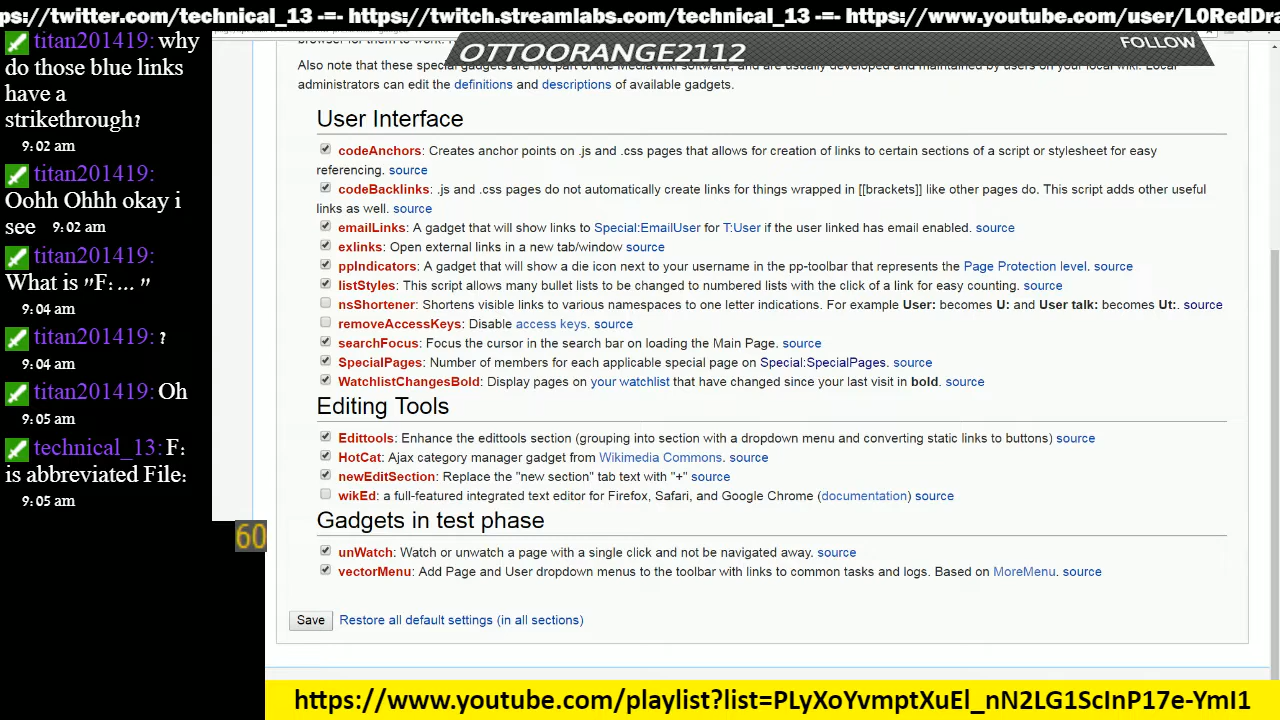 ps://twitter.com/technical_13 -=- https://twitch.streamlabs.com/technical_13 -=- https://www.youtube.com/user/L0RedDra
titan201419: why
do those blue links
have a
strikethrough?
9:02 am
titan201419:
Oohh Ohhh okay i
see 9:02 am
titan201419:
What is "F:..."
9:04 am
titan201419: ?
9:04 am
titan201419: Oh
9:05 am
technical_13: F:
is abbreviated File:
9:05 am
60
OTTOORANGE2112
FOLLOW
browser for them to work.
Also note that these special gadgets are not part of the MediaWiki software, and are usually developed and maintained by users on your local wiki. Local
administrators can edit the definitions and descriptions of available gadgets.
User Interface
codeAnchors: Creates anchor points on .js and .css pages that allows for creation of links to certain sections of a script or stylesheet for easy
referencing. source
codeBacklinks: .js and .css pages do not automatically create links for things wrapped in [[brackets]] like other pages do. This script adds other useful
links as well. source
emailLinks: A gadget that will show links to Special:EmailUser for T:User if the user linked has email enabled. source
exlinks: Open external links in a new tab/window source
ppIndicators: A gadget that will show a die icon next to your username in the pp-toolbar that represents the Page Protection level. source
listStyles: This script allows many bullet lists to be changed to numbered lists with the click of a link for easy counting. source
nsShortener: Shortens visible links to various namespaces to one letter indications. For example User: becomes U: and User talk: becomes Ut:. source
removeAccessKeys: Disable access keys. source
searchFocus: Focus the cursor in the search bar on loading the Main Page. source
SpecialPages: Number of members for each applicable special page on Special:SpecialPages. source
WatchlistChangesBold: Display pages on your watchlist that have changed since your last visit in bold. source
Editing Tools
Edittools: Enhance the edittools section (grouping into section with a dropdown menu and converting static links to buttons) source
HotCat: Ajax category manager gadget from Wikimedia Commons. source
newEditSection: Replace the "new section" tab text with "+" source
wikEd: a full-featured integrated text editor for Firefox, Safari, and Google Chrome (documentation) source
Gadgets in test phase
unWatch: Watch or unwatch a page with a single click and not be navigated away. source
vectorMenu: Add Page and User dropdown menus to the toolbar with links to common tasks and logs. Based on MoreMenu. source
Save Restore all default settings (in all sections)
https://www.youtube.com/playlist?list=PLyXoYvmptXuEl_nN2LG1ScInP17e-YmI1